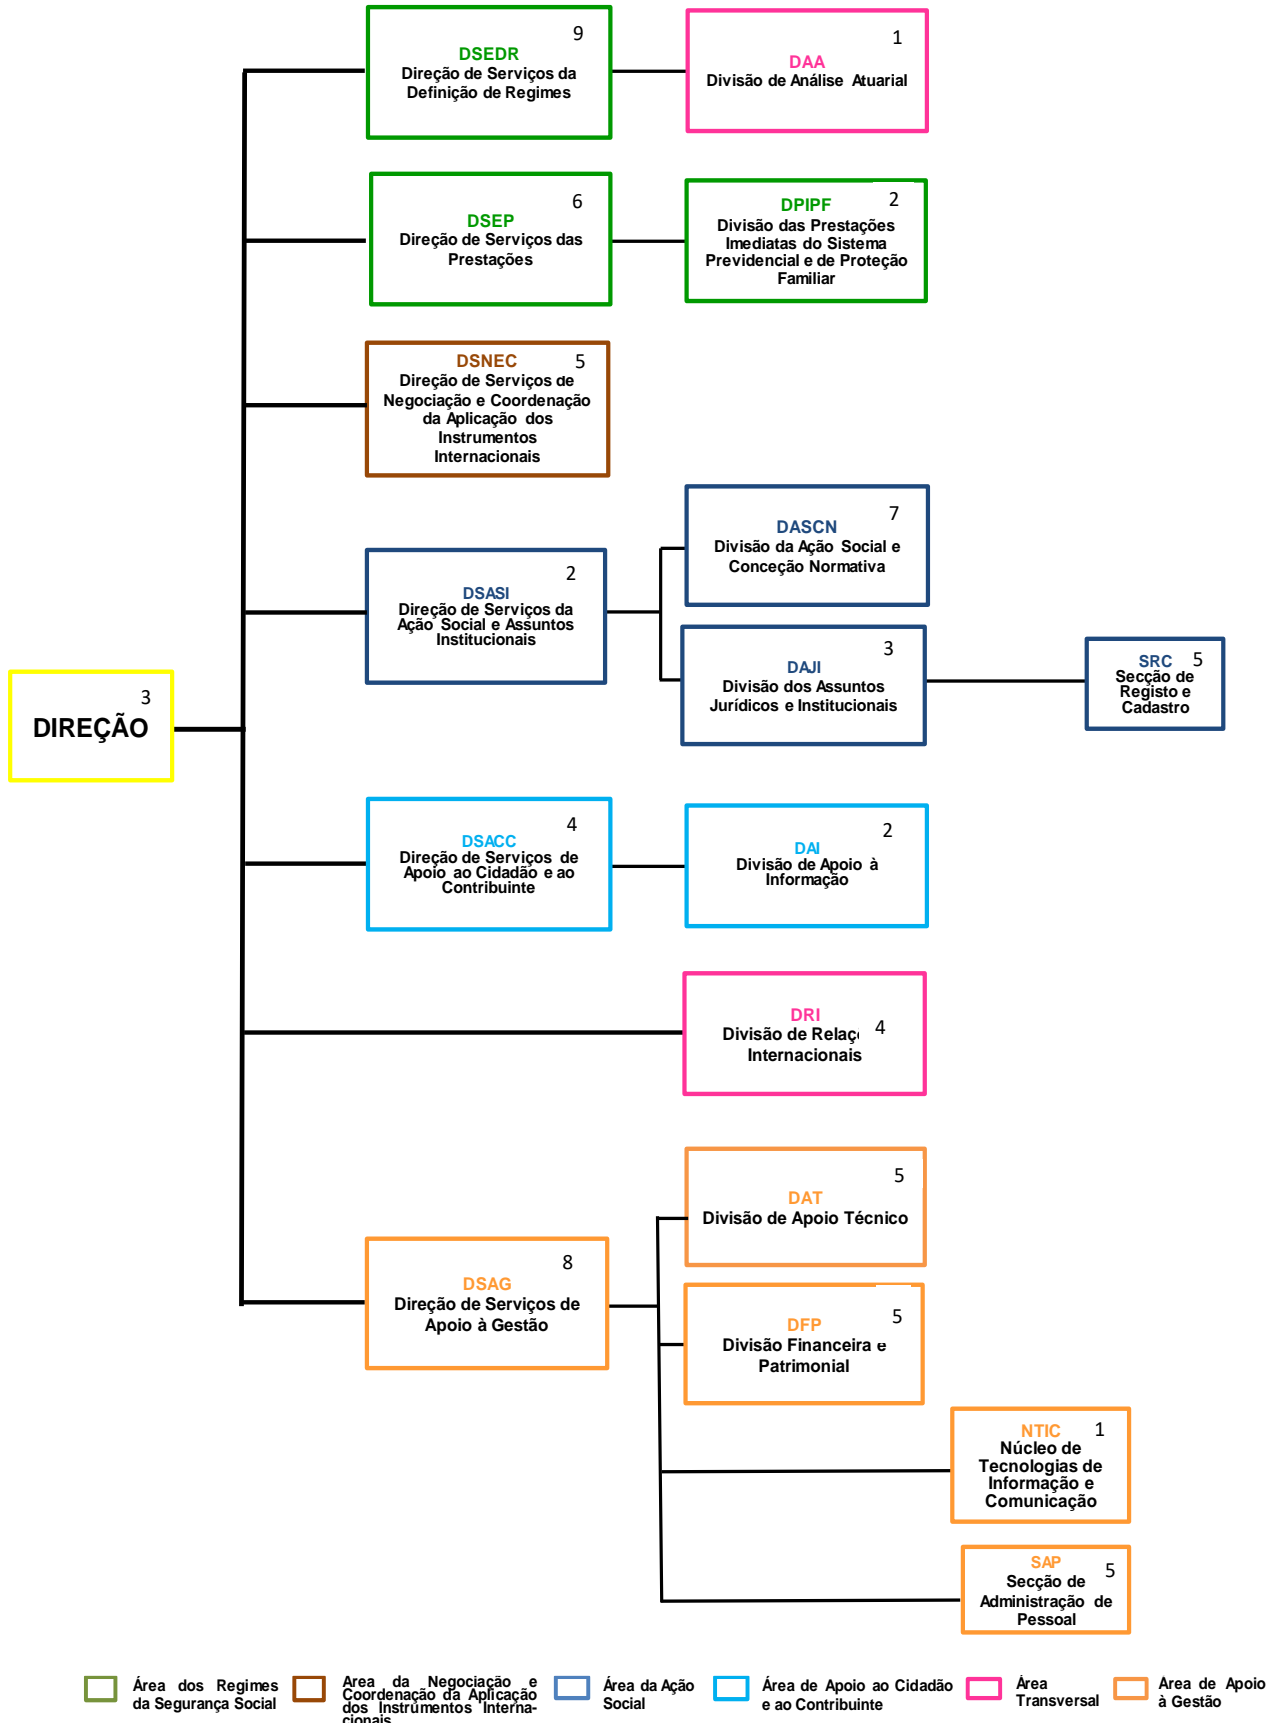 9
DSEDR
Direção de Serviços da
Definição de Regimes
1
DAA
Divisão de Análise Atuarial
6
DSEP
Direção de Serviços das
Prestações
2
DPIPF
Divisão das Prestações
Imediatas do Sistema
Previdencial e de Proteção
Familiar
DSNEC 5
Direção de Serviços de
Negociação e Coordenação
da Aplicação dos
Instrumentos
Internacionais
7
DASCN
Divisão da Ação Social e
Conceção Normativa
2
DSASI
Direção de Serviços da
Ação Social e Assuntos
Institucionais
3
DAJI
Divisão dos Assuntos
Jurídicos e Institucionais
SRC 5
Secção de
Registo e
Cadastro
3
DIREÇÃO
4
DSACC
Direção de Serviços de
Apoio ao Cidadão e ao
Contribuinte
2
DAI
Divisão de Apoio à
Informação
DRI
Divisão de Relaç 4
Internacionais
5
DAT
Divisão de Apoio Técnico
8
DSAG
Direção de Serviços de
Apoio à Gestão
5
DFP
Divisão Financeira e
Patrimonial
NTIC 1
Núcleo de
Tecnologias de
Informação e
Comunicação
SAP 5
Secção de
Administração de
Pessoal
Área dos Regimes
da Segurança Social
Area da Negociação e
Coordenação da Aplicação
dos Instrumentos Interna-
cionais
Área da Ação
Social
Área de Apoio ao Cidadão
e ao Contribuinte
Área
Transversal
Area de Apoio
à Gestão